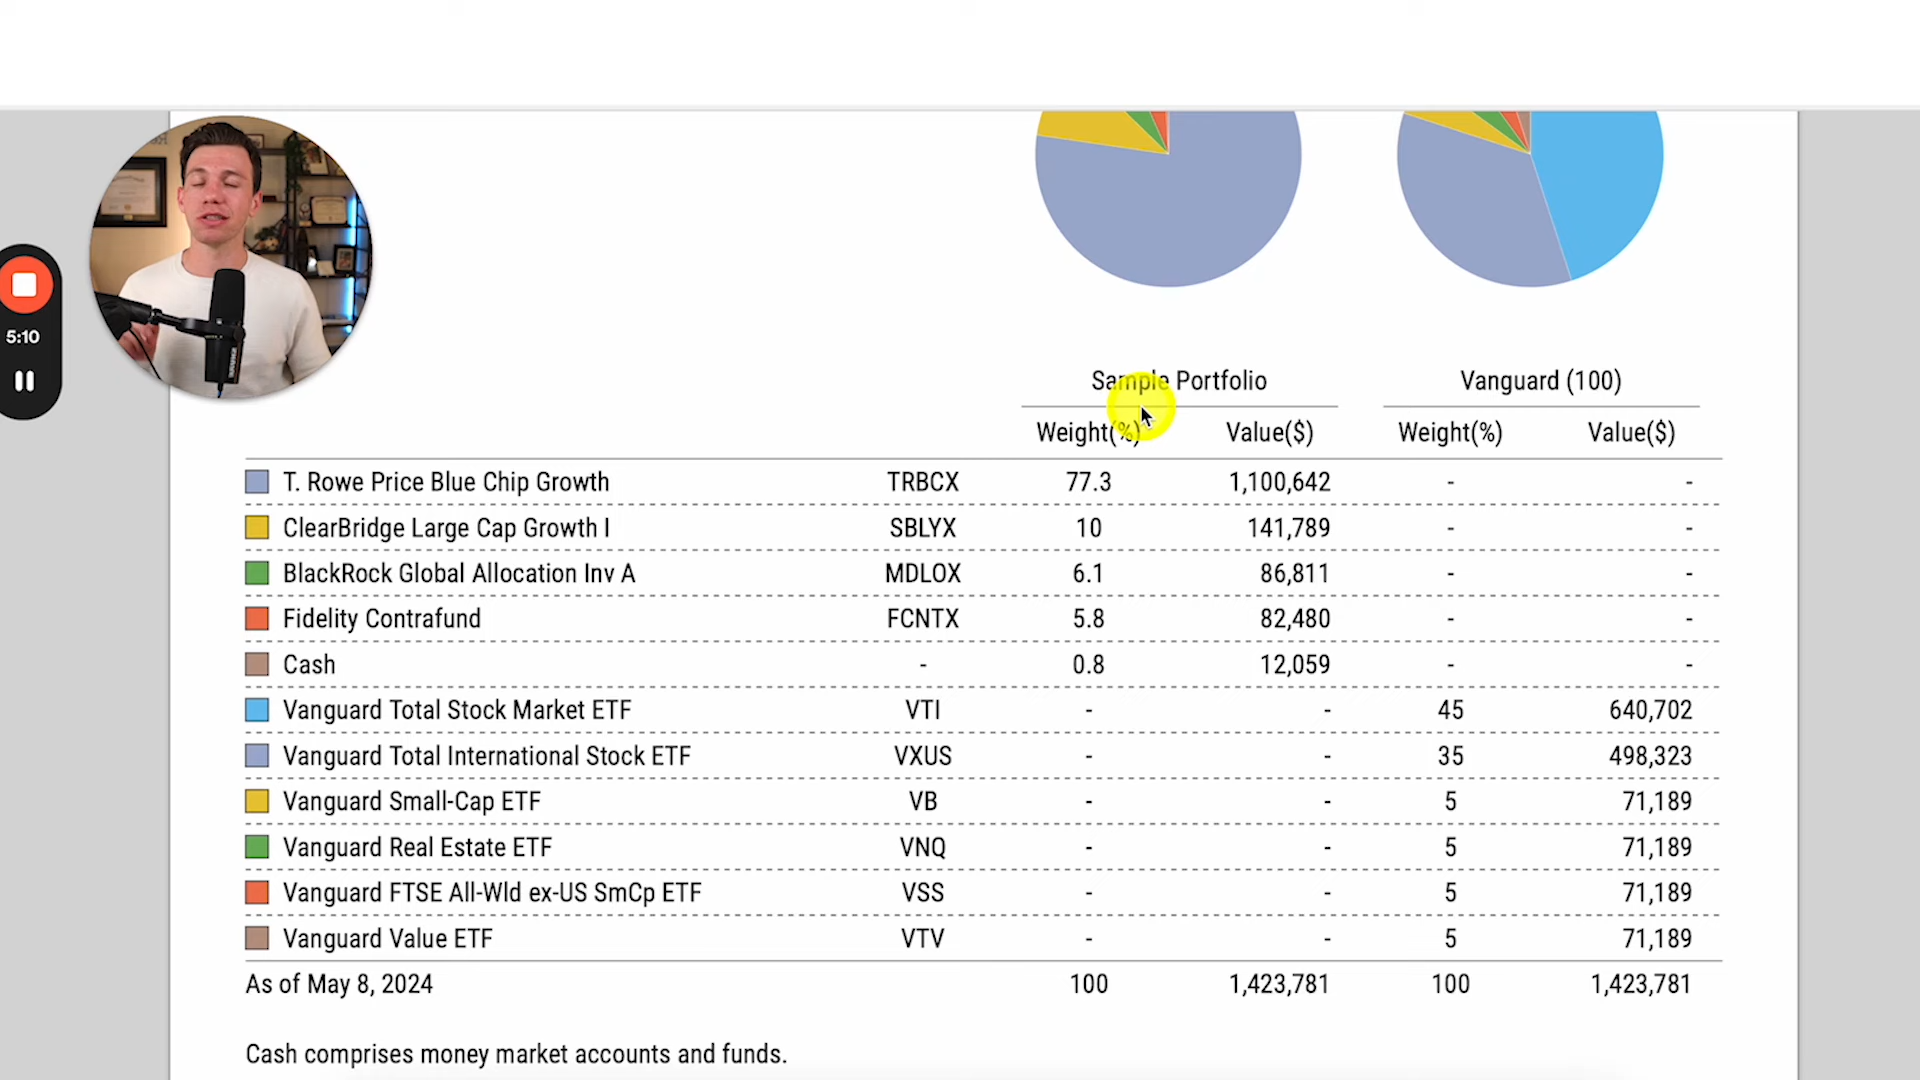 5:10
Sample Portfolio Vanguard (100)
Weight(%) Value($) Weight(%) Value($)
T. Rowe Price Blue Chip Growth TRBCX 77.3 1,100,642 - -
ClearBridge Large Cap Growth I SBLYX 10 141,789 - -
BlackRock Global Allocation Inv A MDLOX 6.1 86,811 - -
Fidelity Contrafund FCNTX 5.8 82,480 - -
Cash - 0.8 12,059 - -
Vanguard Total Stock Market ETF VTI - - 45 640,702
Vanguard Total International Stock ETF VXUS - - 35 498,323
Vanguard Small-Cap ETF VB - - 5 71,189
Vanguard Real Estate ETF VNQ - - 5 71,189
Vanguard FTSE All-Wld ex-US SmCp ETF VSS - - 5 71,189
Vanguard Value ETF VTV - - 5 71,189
As of May 8, 2024 100 1,423,781 100 1,423,781
Cash comprises money market accounts and funds.